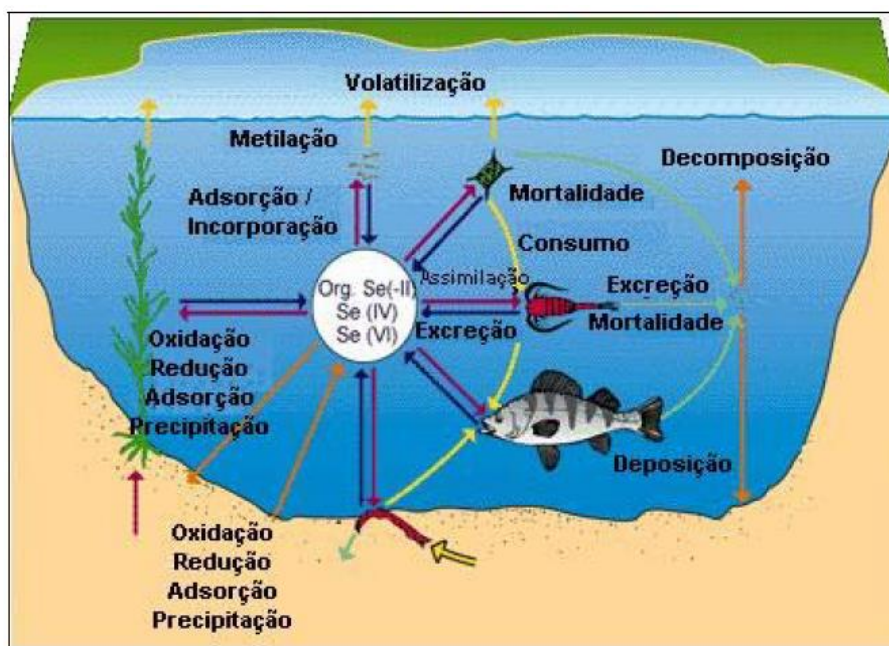 Volatilização
Metilação
Decomposição
Adsorção /
Incorporação
Mortalidade
Consumo
Assimilação
Org. Se(-II)
Se (IV)
Se (VI)
Excreção
Excreção
Mortalidade
Oxidação
Redução
Adsorção
Precipitação
Deposição
Oxidação
Redução
Adsorção
Precipitação